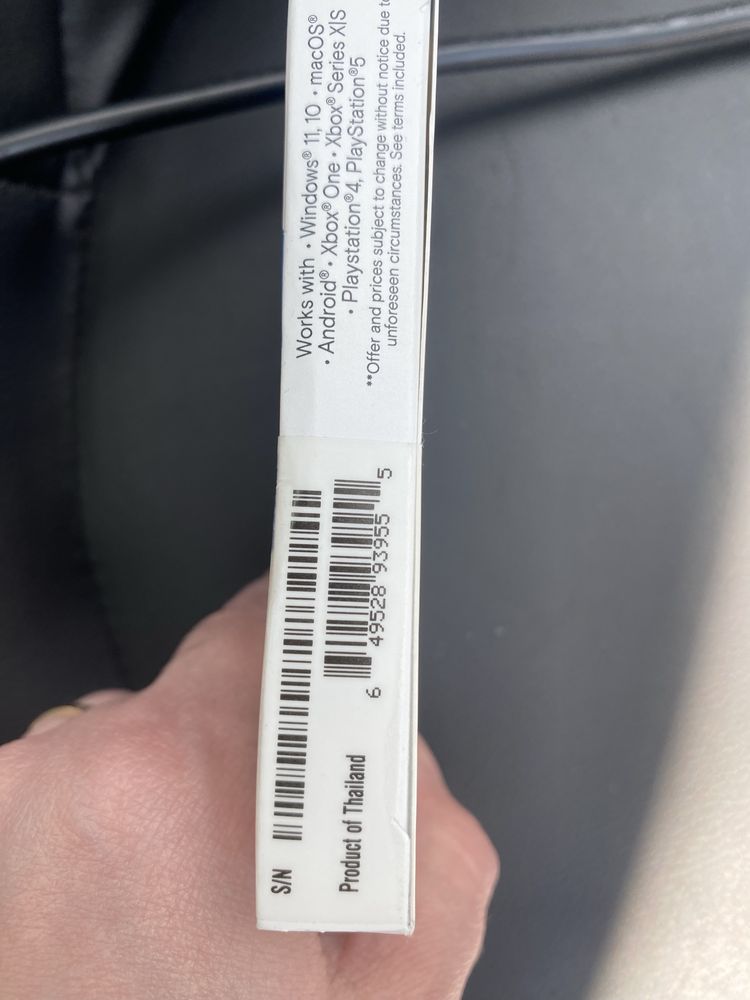 Works with • Windows® 11, 10 • macOS®
• Android® • Xbox® One • Xbox® Series X|S
• Playstation®4, PlayStation®5
**Offer and prices subject to change without notice due to
unforeseen circumstances. See terms included.
S/N
6 49528 93955 5
Product of Thailand